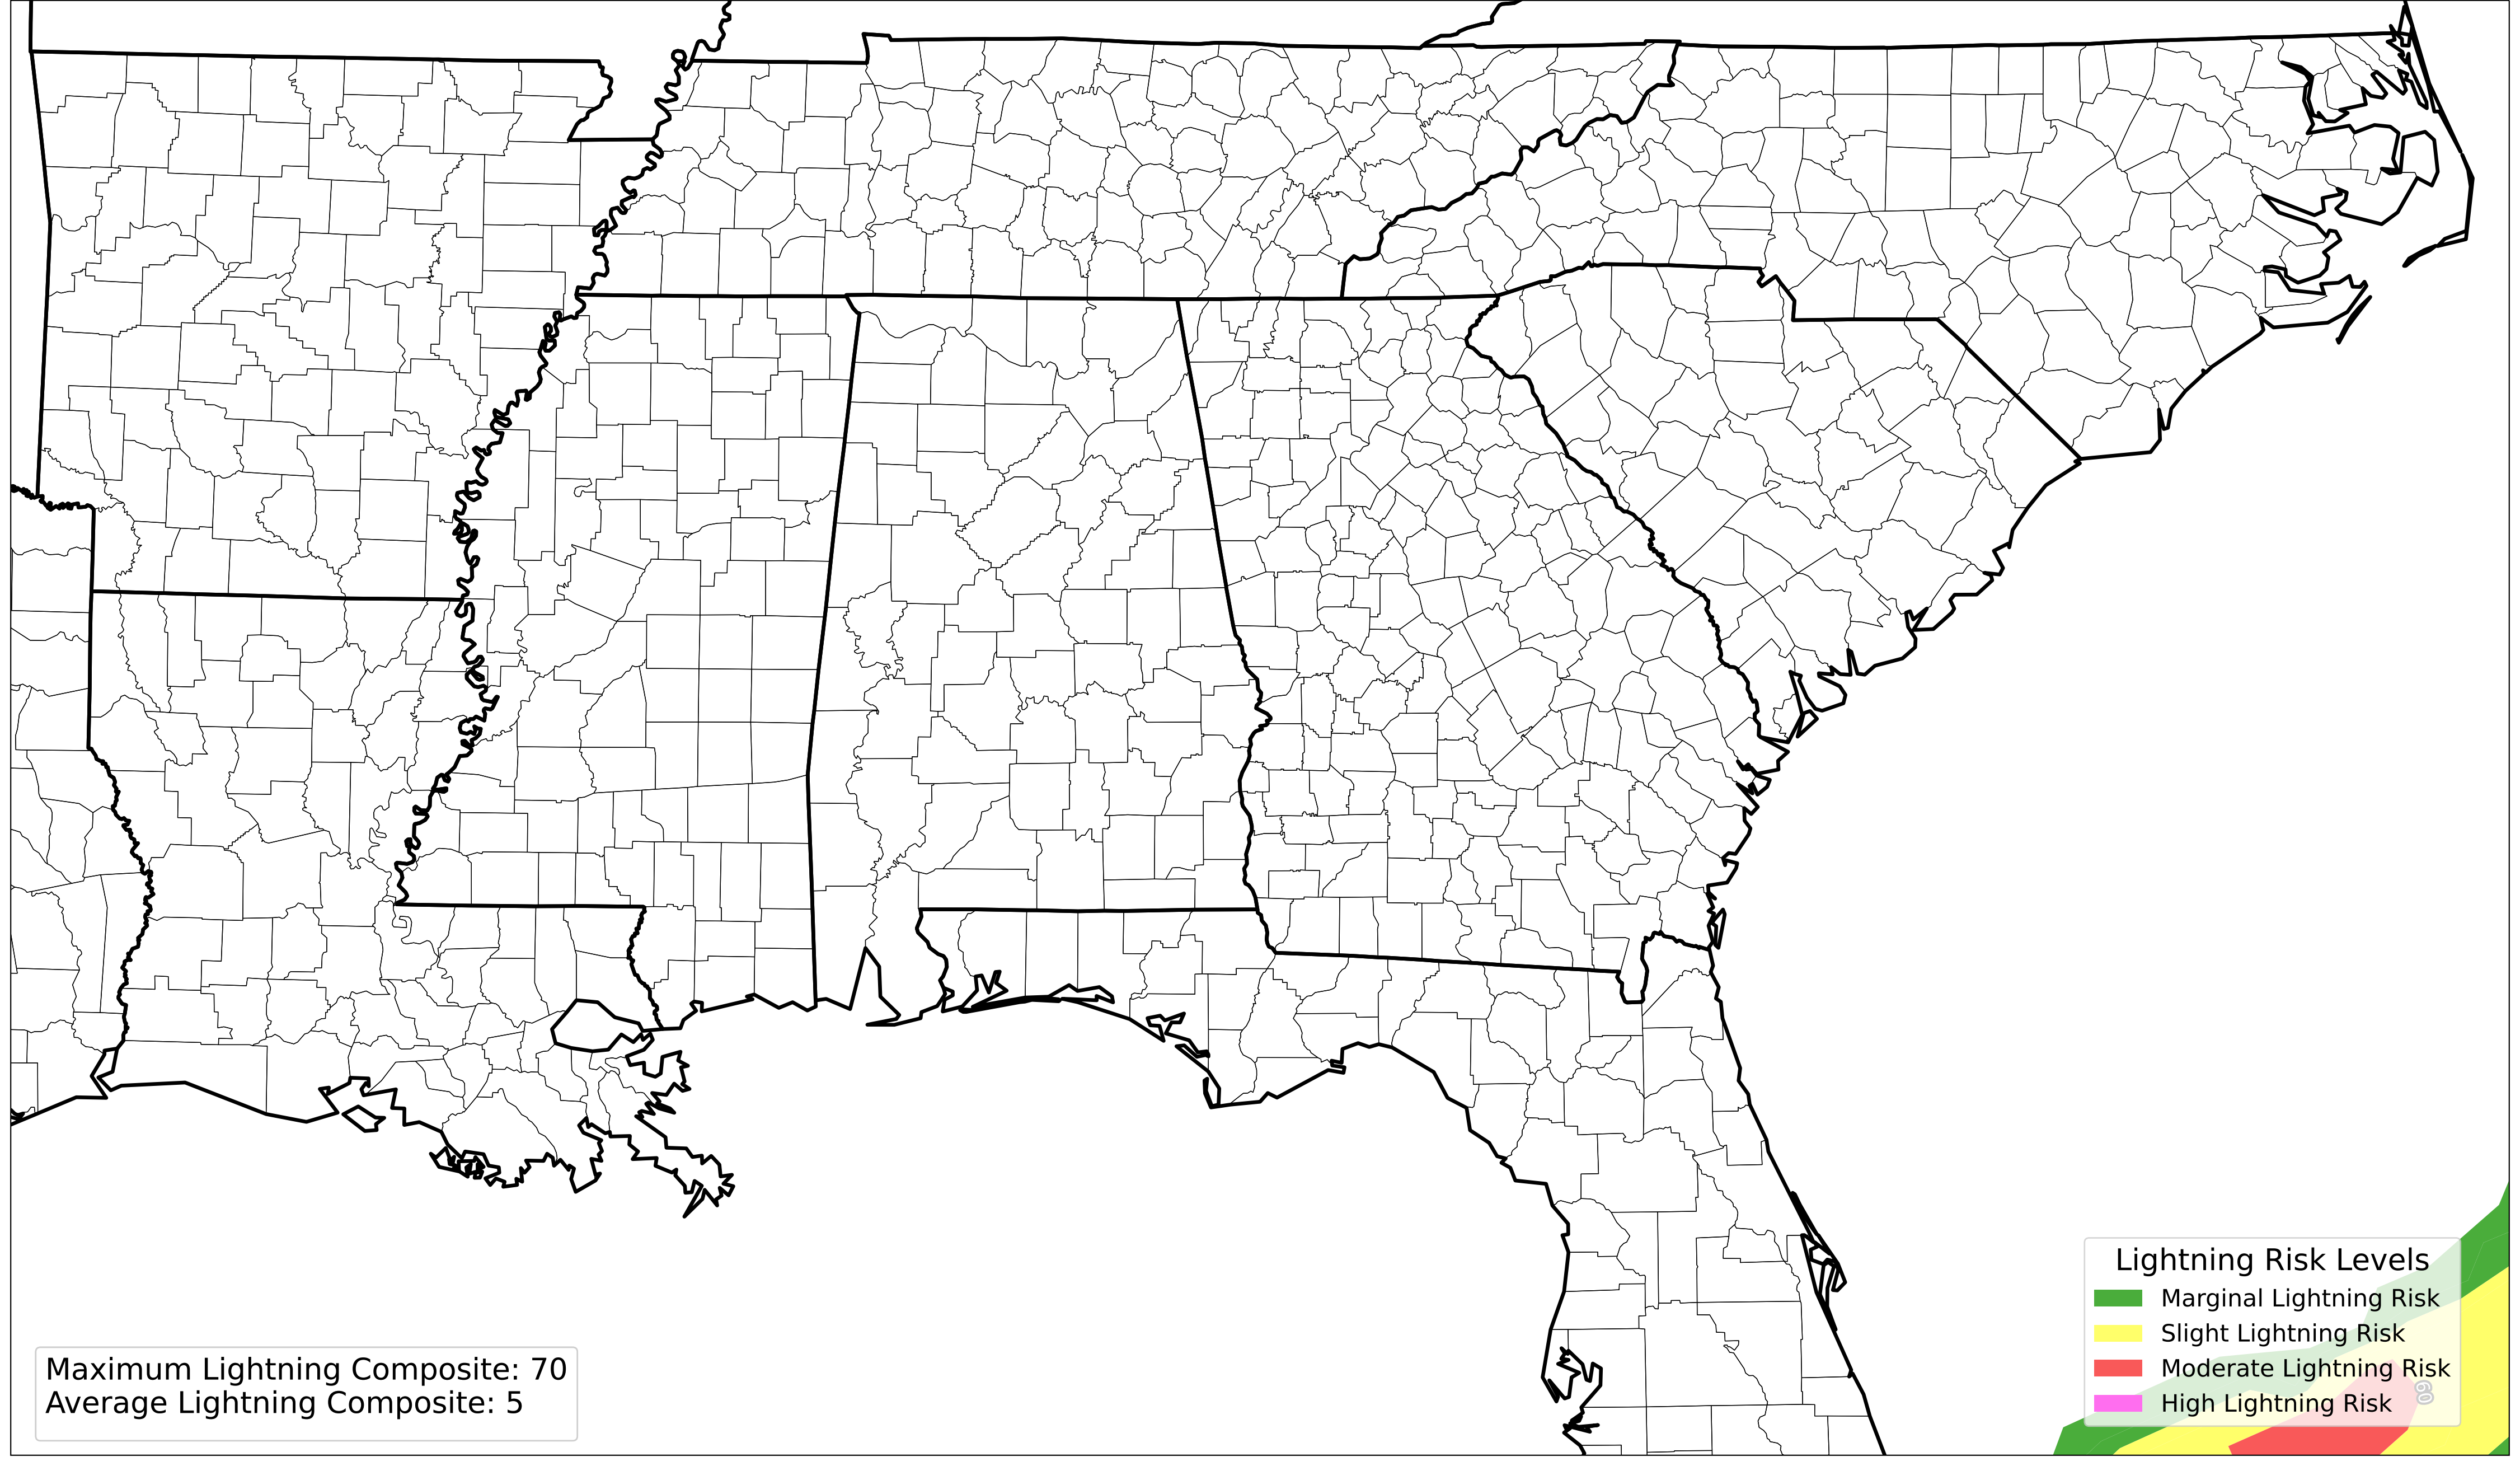 Maximum Lightning Composite: 70
Average Lightning Composite: 5
Lightning Risk Levels
Marginal Lightning Risk
Slight Lightning Risk
Moderate Lightning Risk
High Lightning Risk
60